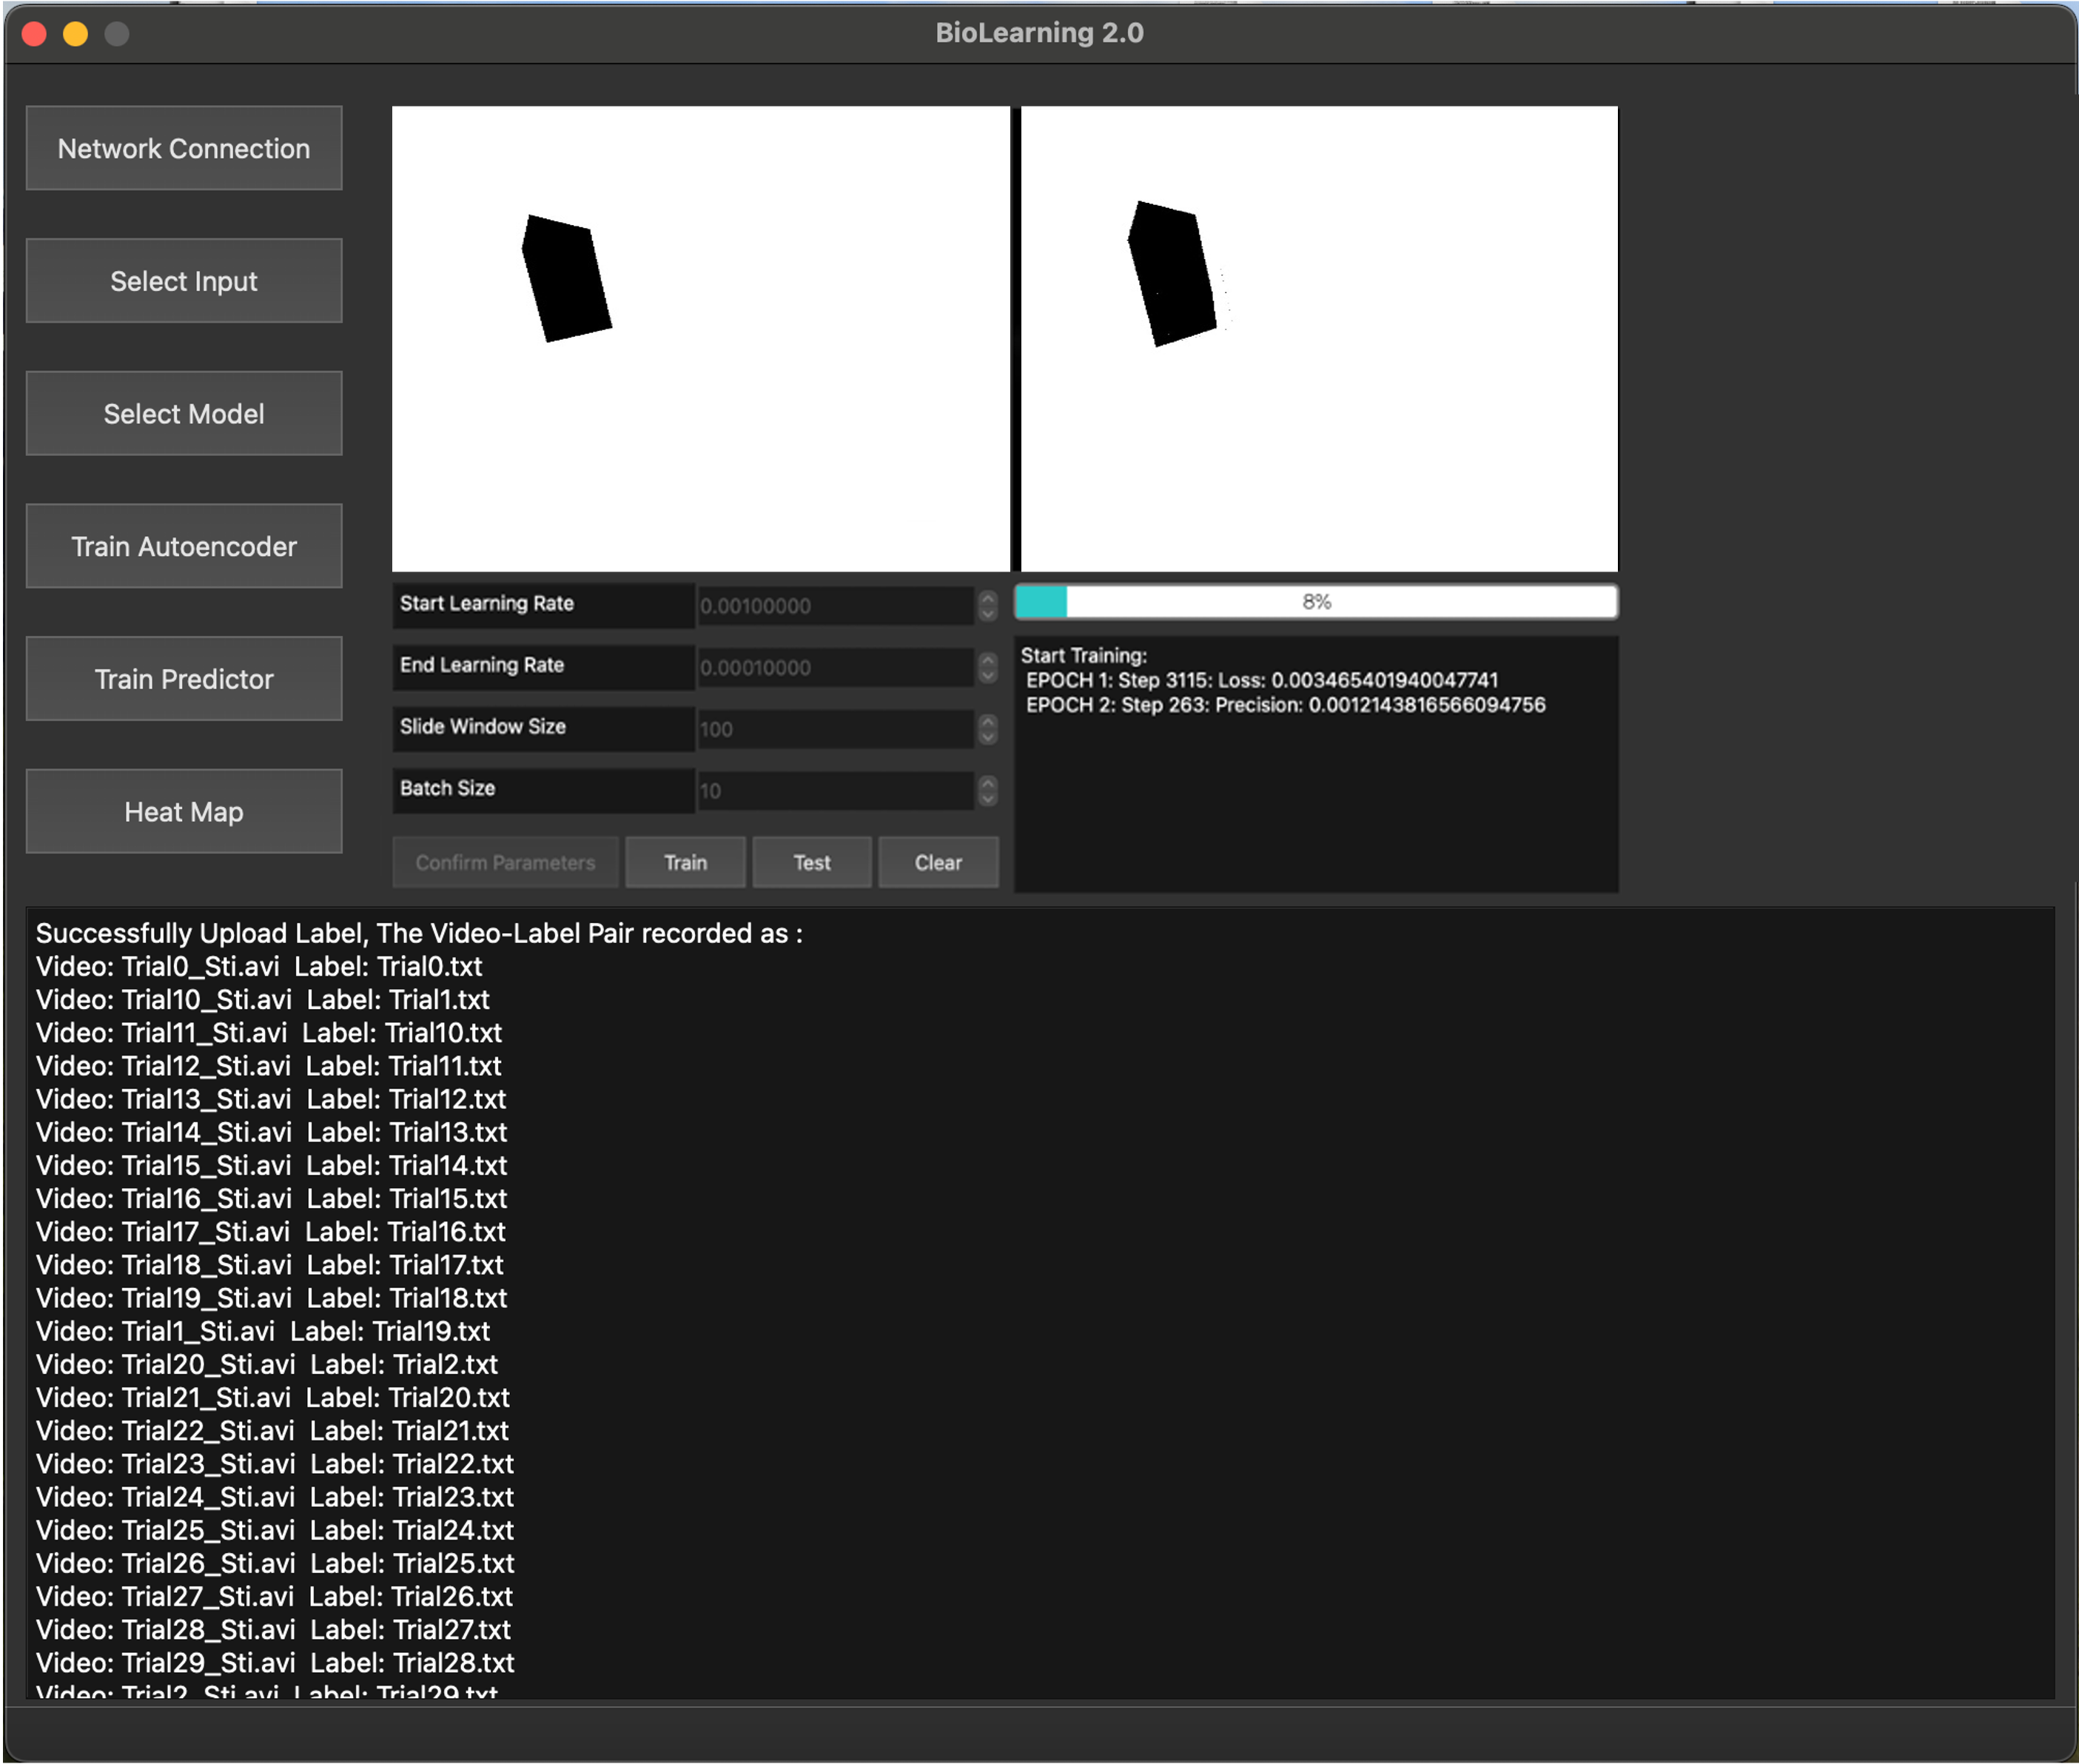 BioLearning 2.0
Network Connection
Select Input
Select Model
Train Autoencoder
Train Predictor
Heat Map
Start Learning Rate 0.00100000
End Learning Rate 0.00010000
Slide Window Size 100
Batch Size 10
Confirm Parameters Train Test Clear
8%
Start Training:
EPOCH 1: Step 3115: Loss: 0.003465401940047741
EPOCH 2: Step 263: Precision: 0.0012143816566094756
Successfully Upload Label, The Video-Label Pair recorded as :
Video: Trial0_Sti.avi Label: Trial0.txt
Video: Trial10_Sti.avi Label: Trial1.txt
Video: Trial11_Sti.avi Label: Trial10.txt
Video: Trial12_Sti.avi Label: Trial11.txt
Video: Trial13_Sti.avi Label: Trial12.txt
Video: Trial14_Sti.avi Label: Trial13.txt
Video: Trial15_Sti.avi Label: Trial14.txt
Video: Trial16_Sti.avi Label: Trial15.txt
Video: Trial17_Sti.avi Label: Trial16.txt
Video: Trial18_Sti.avi Label: Trial17.txt
Video: Trial19_Sti.avi Label: Trial18.txt
Video: Trial1_Sti.avi Label: Trial19.txt
Video: Trial20_Sti.avi Label: Trial2.txt
Video: Trial21_Sti.avi Label: Trial20.txt
Video: Trial22_Sti.avi Label: Trial21.txt
Video: Trial23_Sti.avi Label: Trial22.txt
Video: Trial24_Sti.avi Label: Trial23.txt
Video: Trial25_Sti.avi Label: Trial24.txt
Video: Trial26_Sti.avi Label: Trial25.txt
Video: Trial27_Sti.avi Label: Trial26.txt
Video: Trial28_Sti.avi Label: Trial27.txt
Video: Trial29_Sti.avi Label: Trial28.txt
Video: Trial2_Sti.avi Label: Trial29.txt